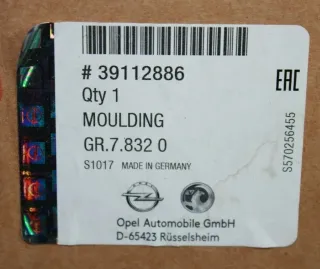 # 39112886
Qty 1
MOULDING
GR.7.832 0
S1017 MADE IN GERMANY
Opel Automobile GmbH
D-65423 Rüsselsheim
EAC
S570256455